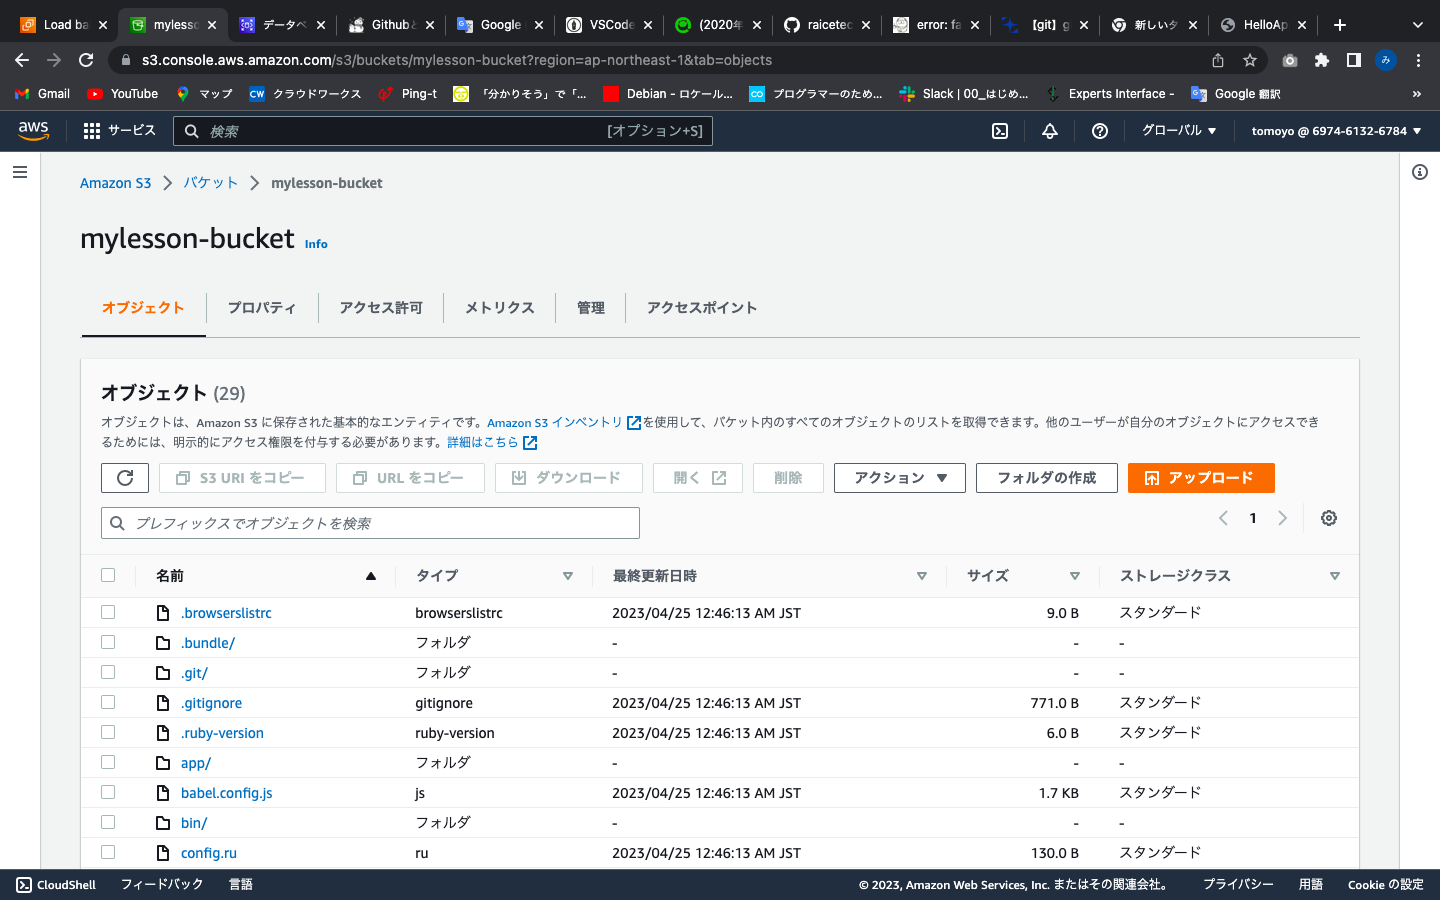 Load ba
mylesso
データベ
Githubと
Google
VSCode
(2020年
raicetec
error: fa
【git】g
新しいタ
HelloAp
s3.console.aws.amazon.com/s3/buckets/mylesson-bucket?region=ap-northeast-1&tab=objects
み
Gmail
YouTube
マップ
CW クラウドワークス
Ping-t
「分かりそう」で「...
Debian - ロケール...
プログラマーのため...
Slack | 00_はじめ...
Experts Interface -
Google 翻訳
»
aws
サービス
検索
[オプション+S]
グローバル
tomoyo @ 6974-6132-6784
Amazon S3
バケット
mylesson-bucket
mylesson-bucket Info
オブジェクト
プロパティ
アクセス許可
メトリクス
管理
アクセスポイント
オブジェクト (29)
オブジェクトは、Amazon S3 に保存された基本的なエンティティです。Amazon S3 インベントリ を使用して、バケット内のすべてのオブジェクトのリストを取得できます。他のユーザーが自分のオブジェクトにアクセスでき
るためには、明示的にアクセス権限を付与する必要があります。詳細はこちら
S3 URI をコピー
URL をコピー
ダウンロード
開く
削除
アクション
フォルダの作成
アップロード
プレフィックスでオブジェクトを検索
1
名前 タイプ 最終更新日時 サイズ ストレージクラス
.browserslistrc browserslistrc 2023/04/25 12:46:13 AM JST 9.0 B スタンダード
.bundle/ フォルダ - - -
.git/ フォルダ - - -
.gitignore gitignore 2023/04/25 12:46:13 AM JST 771.0 B スタンダード
.ruby-version ruby-version 2023/04/25 12:46:13 AM JST 6.0 B スタンダード
app/ フォルダ - - -
babel.config.js js 2023/04/25 12:46:13 AM JST 1.7 KB スタンダード
bin/ フォルダ - - -
config.ru ru 2023/04/25 12:46:13 AM JST 130.0 B スタンダード
CloudShell
フィードバック
言語
© 2023, Amazon Web Services, Inc. またはその関連会社。
プライバシー
用語
Cookie の設定